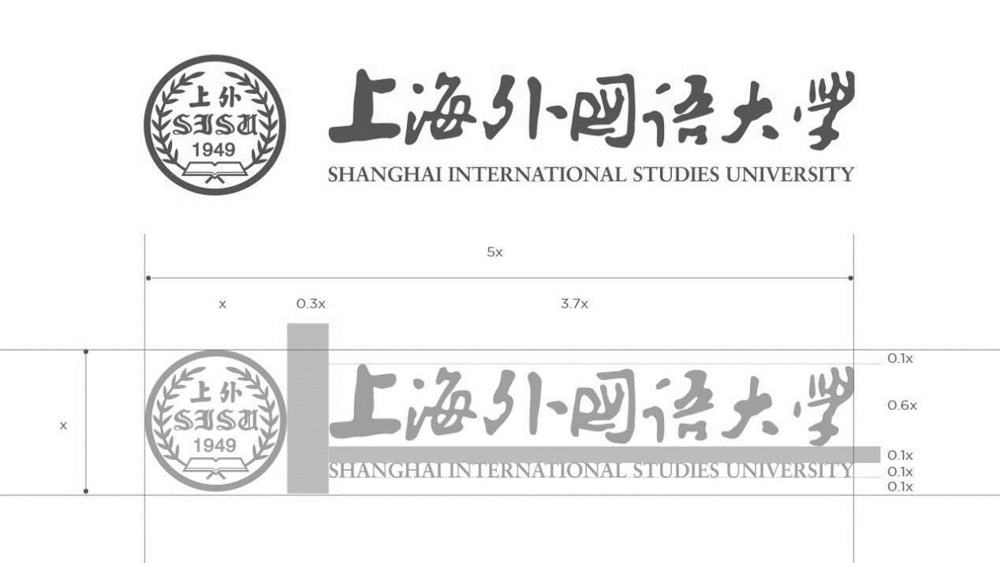 上外
SISU
1949
上海外国语大学
SHANGHAI INTERNATIONAL STUDIES UNIVERSITY
5x
x
0.3x
3.7x
x
上外
SISU
1949
上海外国语大学
SHANGHAI INTERNATIONAL STUDIES UNIVERSITY
0.1x
0.6x
0.1x
0.1x
0.1x